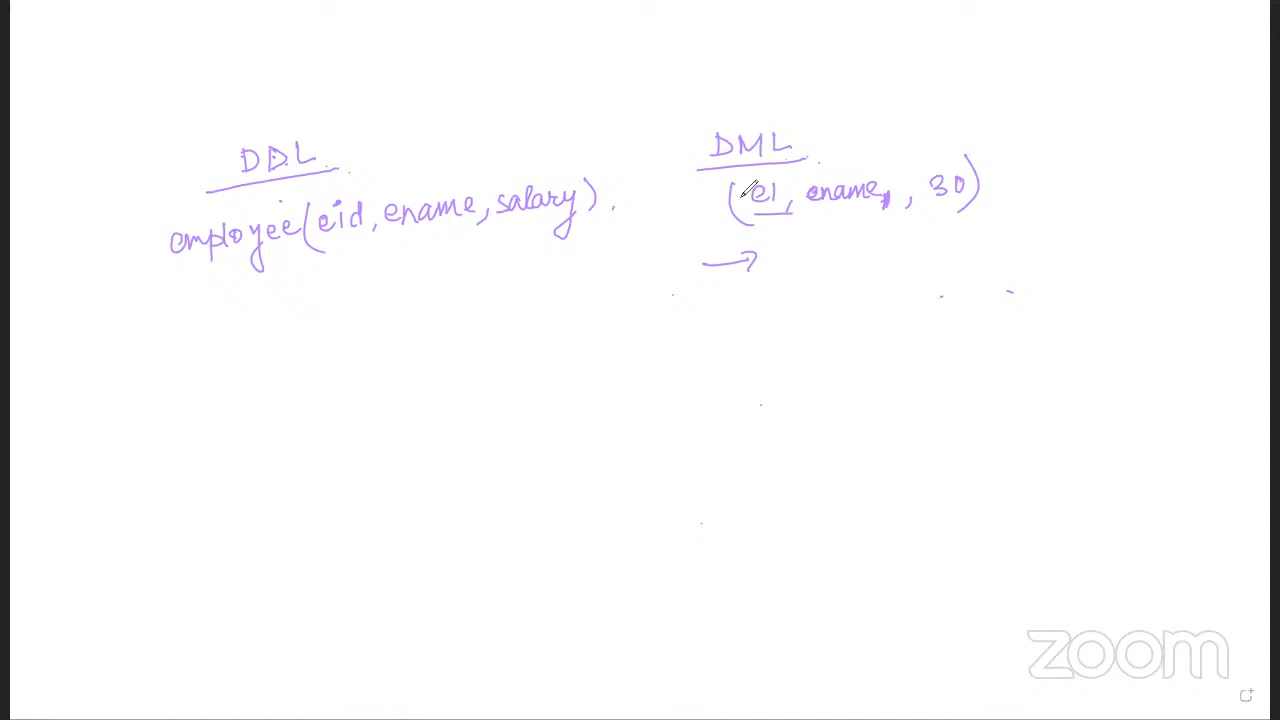 DDL
employee(eid, ename, salary).
DML
(e1, ename, , 30)
→
zoom